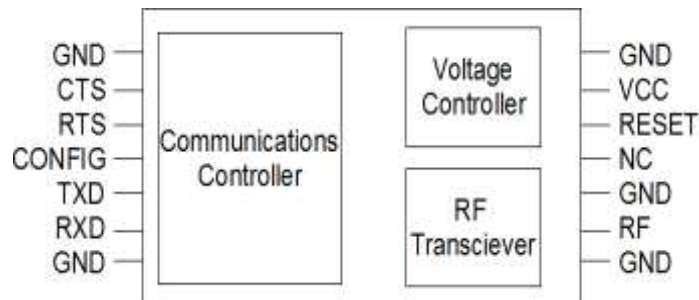 GND
CTS
RTS
CONFIG
TXD
RXD
GND
Communications
Controller
Voltage
Controller
RF
Transciever
GND
VCC
RESET
NC
GND
RF
GND